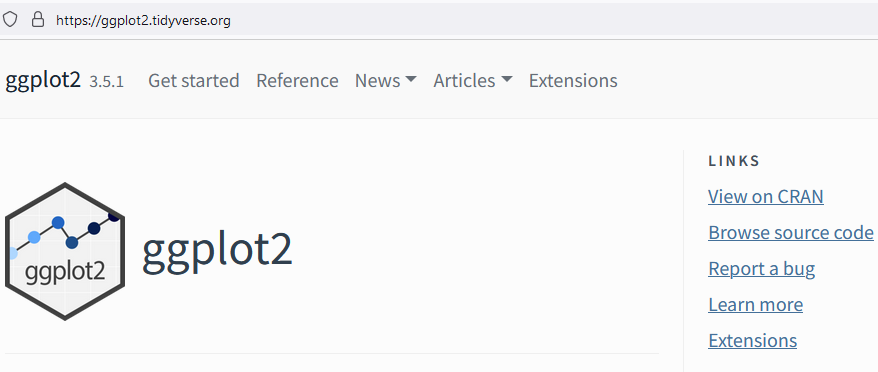 https://ggplot2.tidyverse.org
ggplot2 3.5.1 Get started Reference News Articles Extensions
ggplot2
ggplot2
LINKS
View on CRAN
Browse source code
Report a bug
Learn more
Extensions